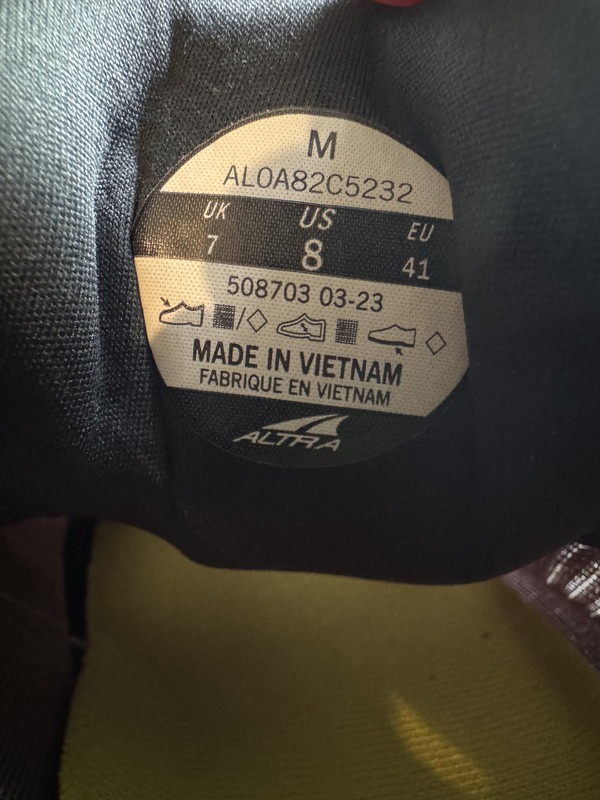 M
AL0A82C5232
UK US EU
7 8 41
508703 03-23
MADE IN VIETNAM
FABRIQUE EN VIETNAM
ALTRA